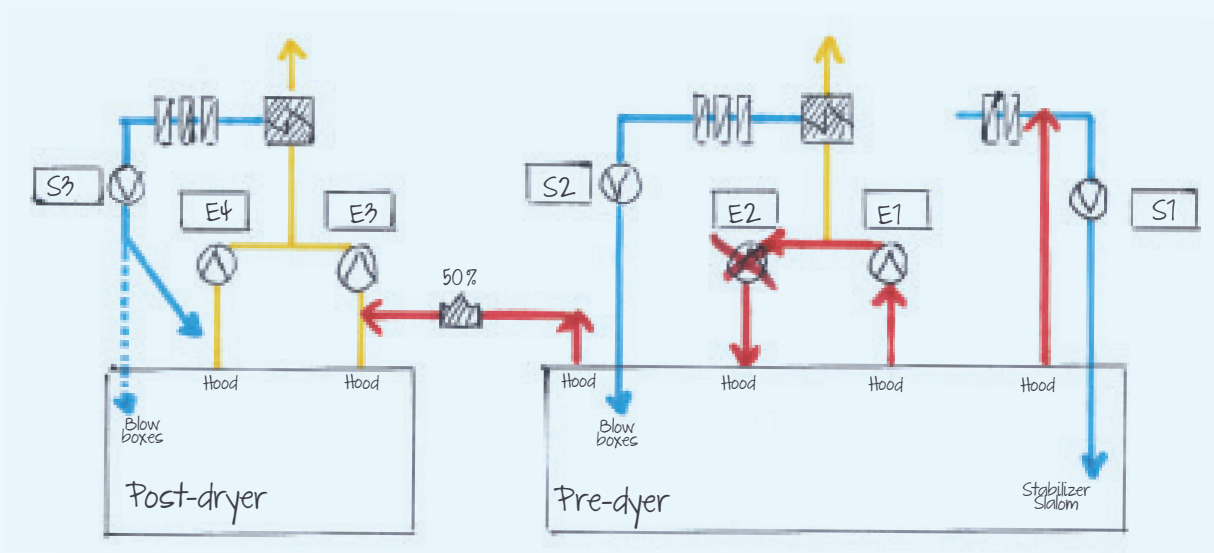 S3
E4
E3
50%
S2
E2
E1
S1
Hood
Hood
Hood
Hood
Hood
Hood
Blow
boxes
Blow
boxes
Post-dryer
Pre-dyer
Stabilizer
Slalom